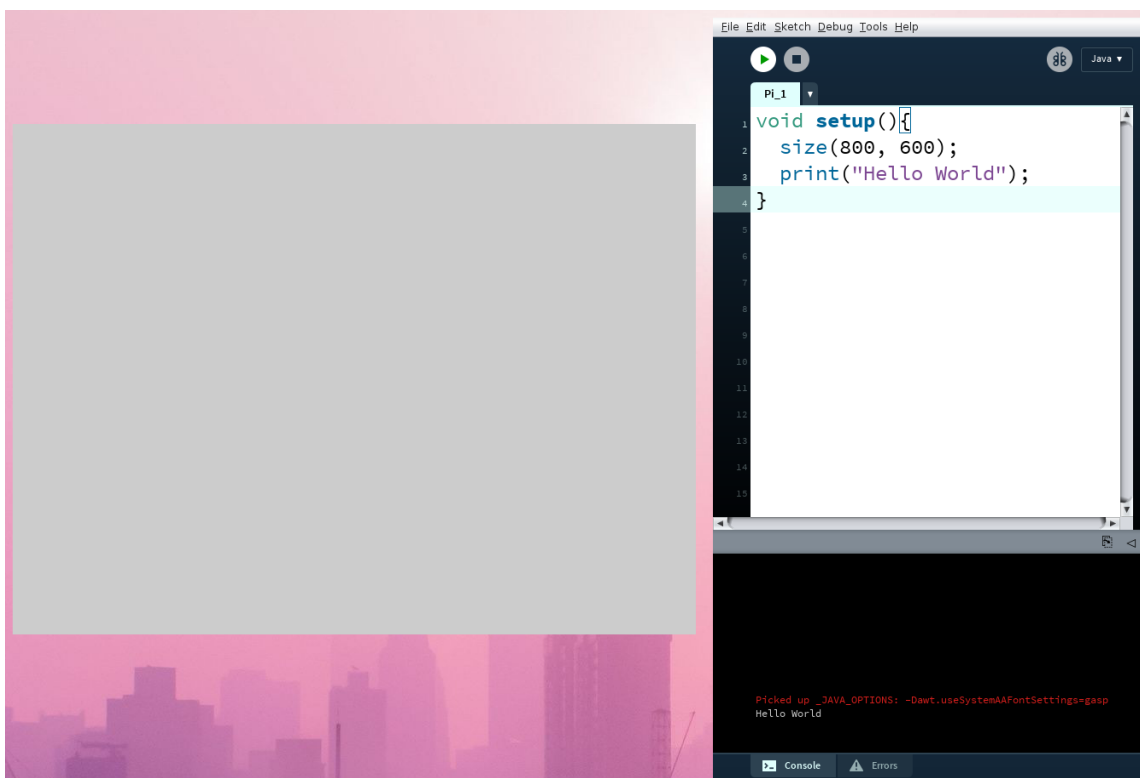 File Edit Sketch Debug Tools Help
Java ▾
Pi_1 ▾
1 void setup(){
2   size(800, 600);
3   print("Hello World");
4 }
5
6
7
8
9
10
11
12
13
14
15
Picked up _JAVA_OPTIONS: -Dawt.useSystemAAFontSettings=gasp
Hello World
Console Errors